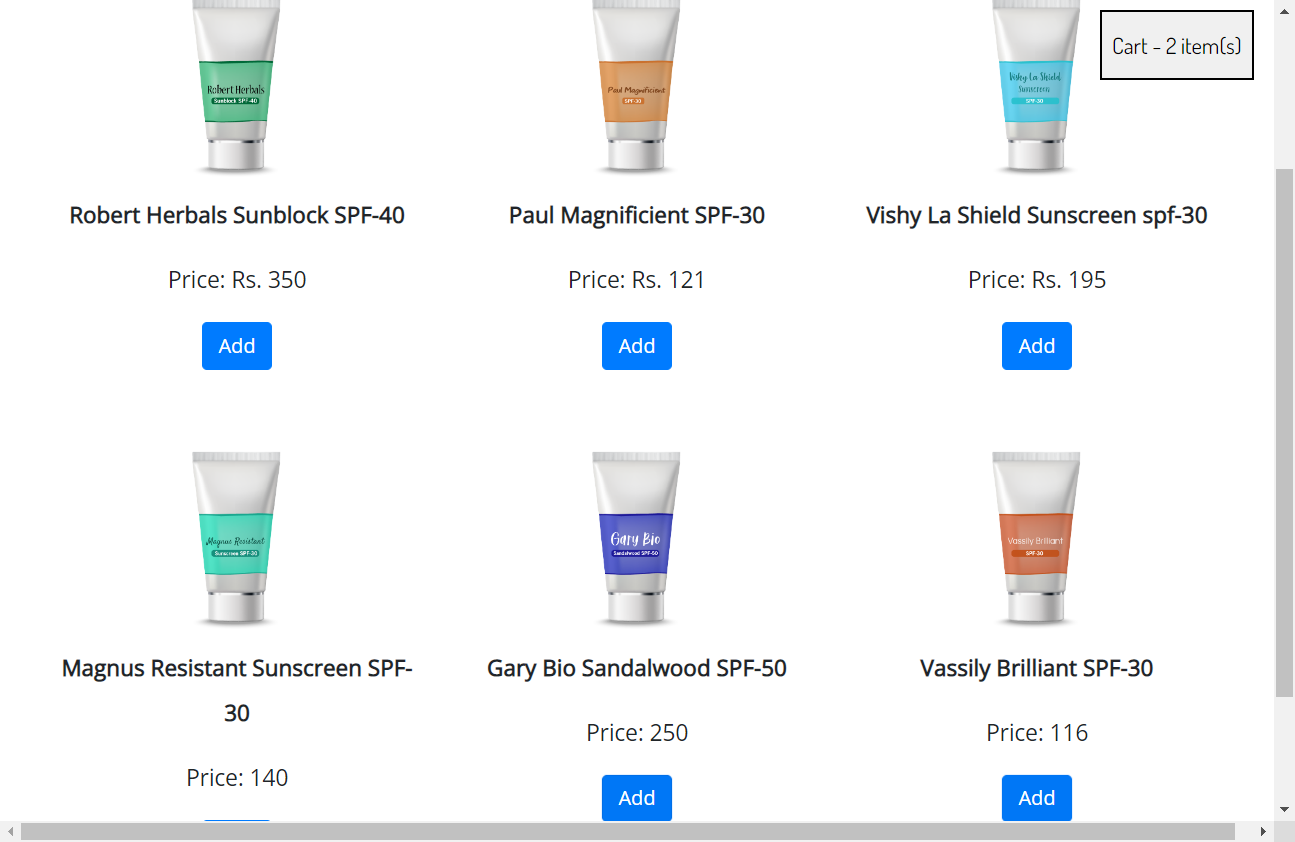 Cart - 2 item(s)
Robert Herbals
Sunblock SPF-40
Paul Magnificient
SPF-30
Vishy La Shield
Sunscreen
SPF-30
Robert Herbals Sunblock SPF-40
Paul Magnificient SPF-30
Vishy La Shield Sunscreen spf-30
Price: Rs. 350
Price: Rs. 121
Price: Rs. 195
Add
Add
Add
Magnus Resistant
Sunscreen SPF-30
Gary Bio
Sandalwood SPF-50
Vassily Brilliant
SPF-30
Magnus Resistant Sunscreen SPF-
30
Gary Bio Sandalwood SPF-50
Vassily Brilliant SPF-30
Price: 140
Price: 250
Price: 116
Add
Add